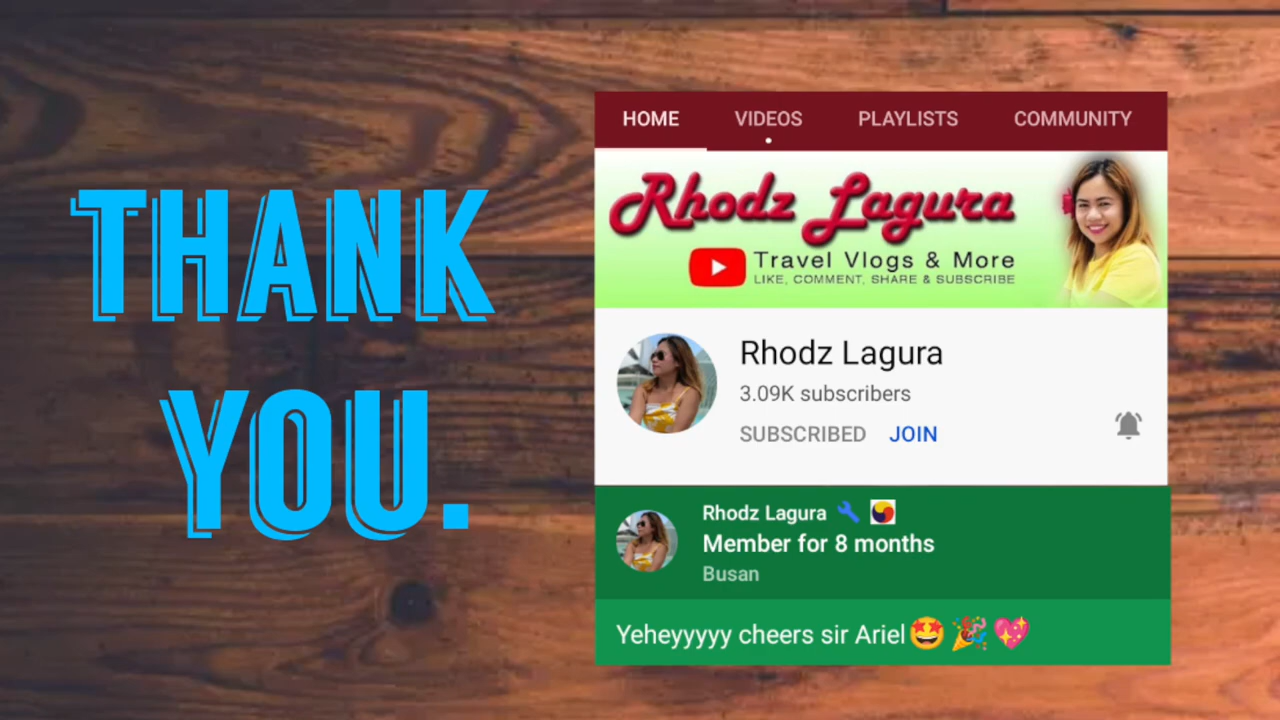 THANK
YOU.
HOME VIDEOS PLAYLISTS COMMUNITY
Rhodz Lagura
Travel Vlogs & More
LIKE, COMMENT, SHARE & SUBSCRIBE
Rhodz Lagura
3.09K subscribers
SUBSCRIBED JOIN
Rhodz Lagura
Member for 8 months
Busan
Yeheyyyyy cheers sir Ariel🤩🎉💖